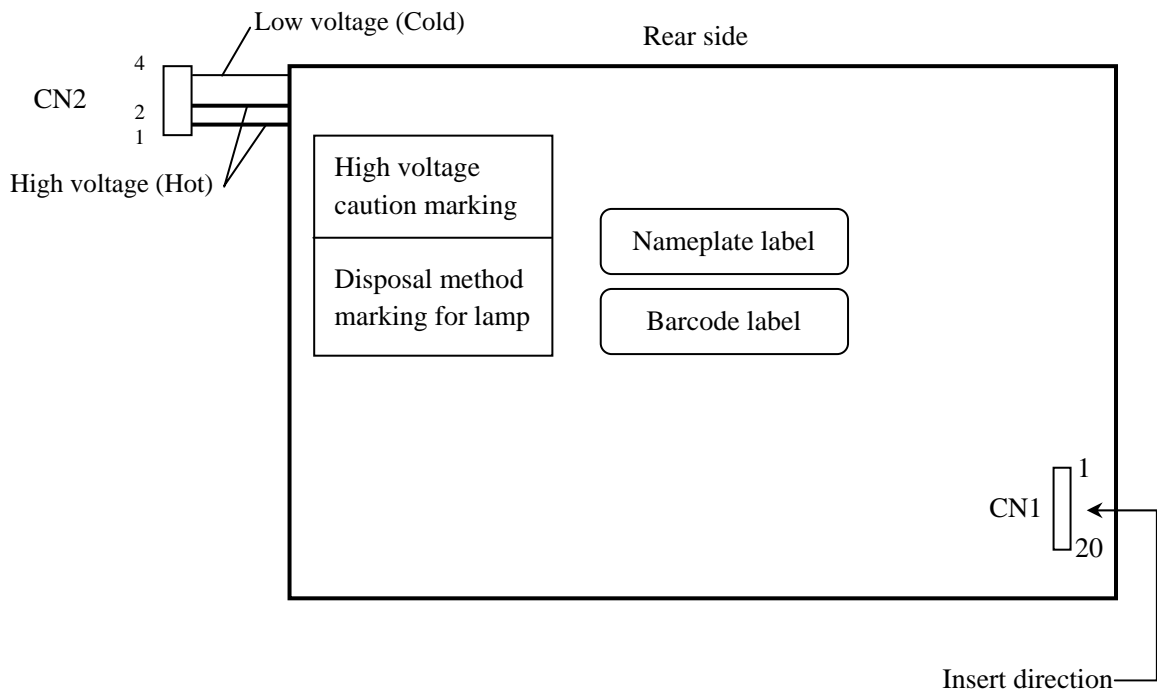 Low voltage (Cold)
Rear side
4
CN2
2
1
High voltage (Hot)
High voltage
caution marking
Disposal method
marking for lamp
Nameplate label
Barcode label
1
CN1
20
Insert direction